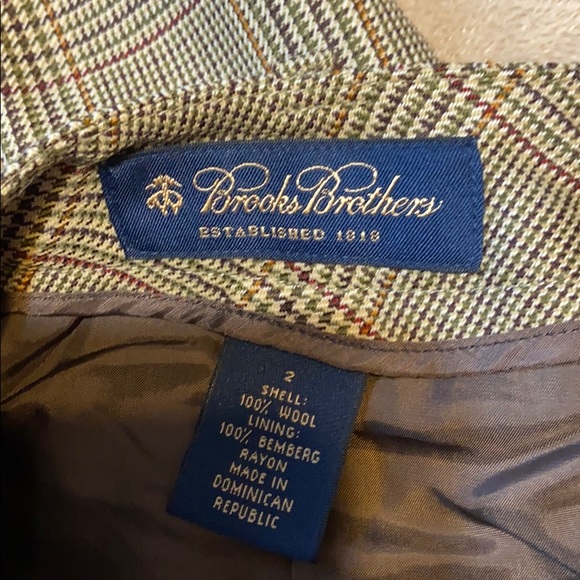 Brooks Brothers
ESTABLISHED 1818
2
SHELL:
100% WOOL
LINING:
100% BEMBERG
RAYON
MADE IN
DOMINICAN
REPUBLIC